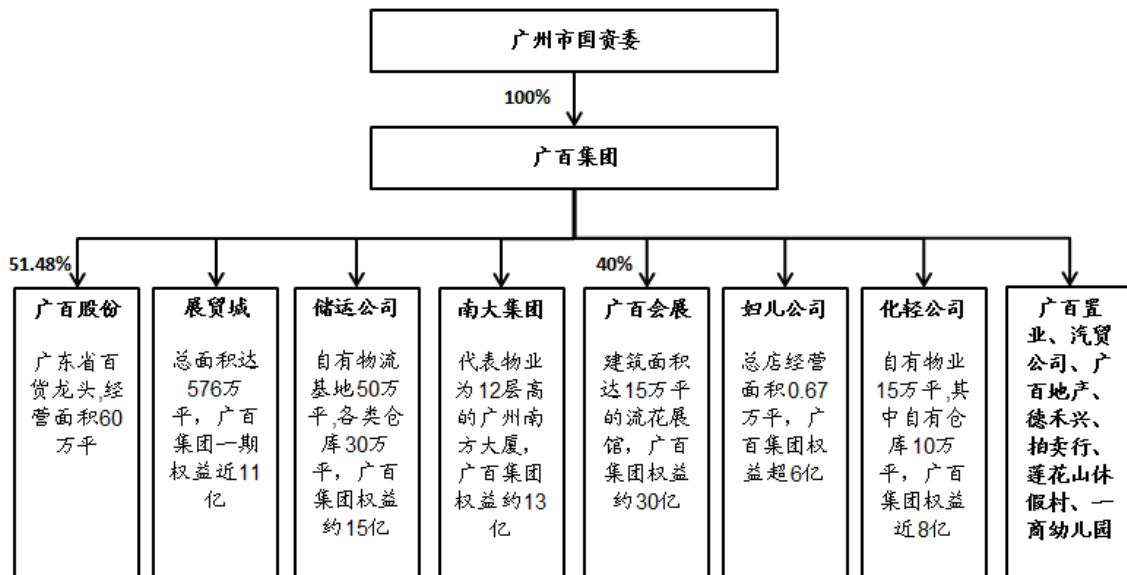 广州市国资委
100%
广百集团
51.48%
40%
广百股份
广东省百
货龙头,经
营面积60
万平
展贸城
总面积达
576万
平，广百
集团一期
权益近11
亿
储运公司
自有物流
基地50万
平,各类仓
库30万
平，广百
集团权益
约15亿
南大集团
代表物业
为12层高
的广州南
方大厦，
广百集团
权益约13
亿
广百会展
建筑面积
达15万平
的流花展
馆，广百
集团权益
约30亿
妇儿公司
总店经营
面积0.67
万平，广
百集团权
益超6亿
化轻公司
自有物业
15万平,其
中自有仓
库10万
平，广百
集团权益
近8亿
广百置
业、汽贸
公司、广
百地产、
德禾兴、
拍卖行、
莲花山休
假村、一
商幼儿园